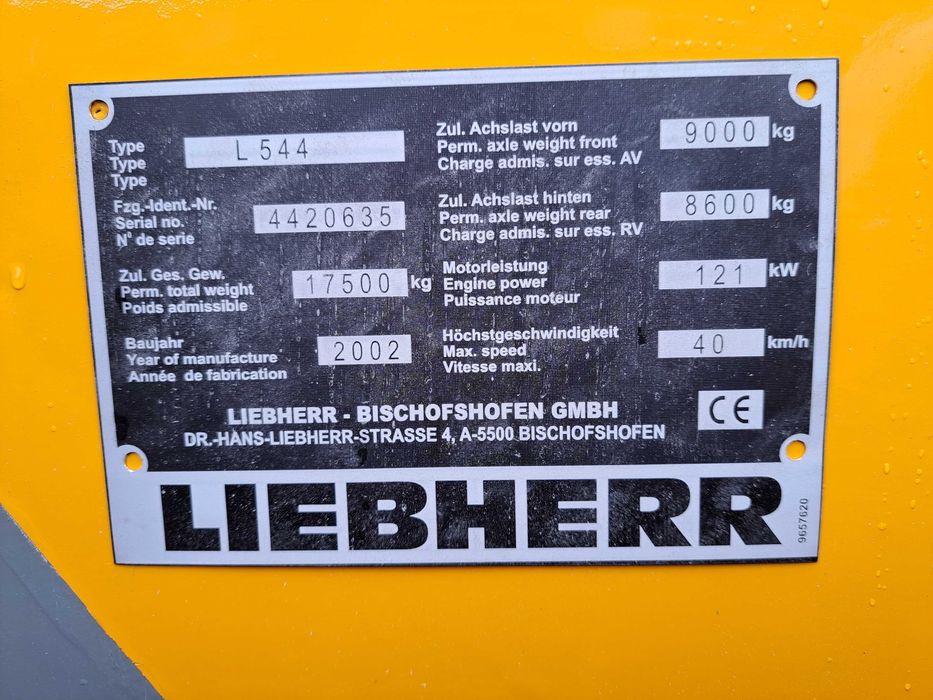 Type
Type L 544
Type
Fzg.-Ident.-Nr.
Serial no. 4420635
N° de serie
Zul. Ges. Gew.
Perm. total weight 17500 kg
Poids admissible
Baujahr
Year of manufacture 2002
Année de fabrication
Zul. Achslast vorn
Perm. axle weight front 9000 kg
Charge admis. sur ess. AV
Zul. Achslast hinten
Perm. axle weight rear 8600 kg
Charge admis. sur ess. RV
Motorleistung
Engine power 121 kW
Puissance moteur
Höchstgeschwindigkeit
Max. speed 40 km/h
Vitesse maxi.
LIEBHERR - BISCHOFSHOFEN GMBH
DR.-HANS-LIEBHERR-STRASSE 4, A-5500 BISCHOFSHOFEN
CE
LIEBHERR
9657620